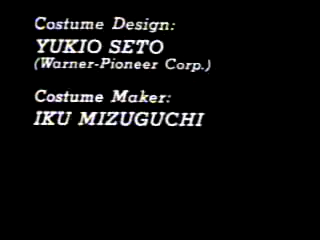 Costume Design:
YUKIO SETO
(Warner-Pioneer Corp.)
Costume Maker:
IKU MIZUGUCHI